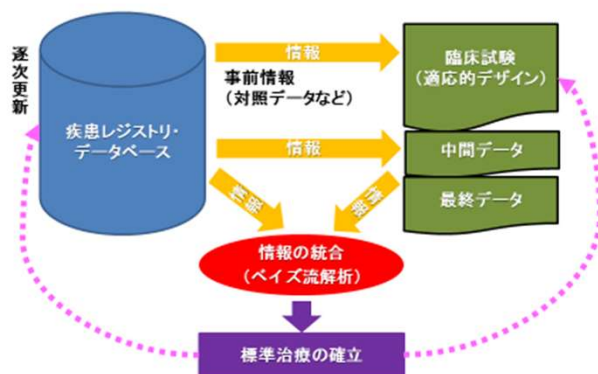 逐次更新
疾患レジストリ・
データベース
情報
事前情報
(対照データなど)
情報
情報
情報
臨床試験
(適応的デザイン)
中間データ
最終データ
情報の統合
(ベイズ流解析)
標準治療の確立